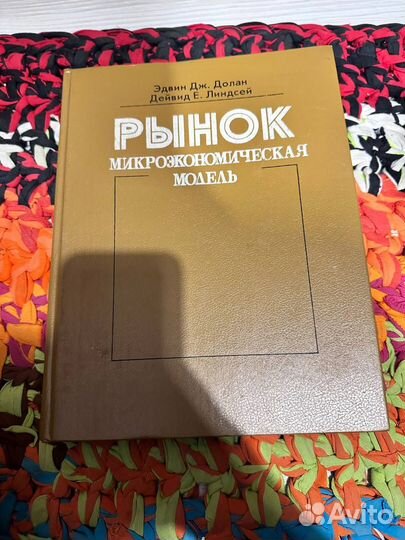 Эдвин Дж. Долан
Дейвид Е. Линдсей
РЫНОК
МИКРОЭКОНОМИЧЕСКАЯ
МОДЕЛЬ
Avito